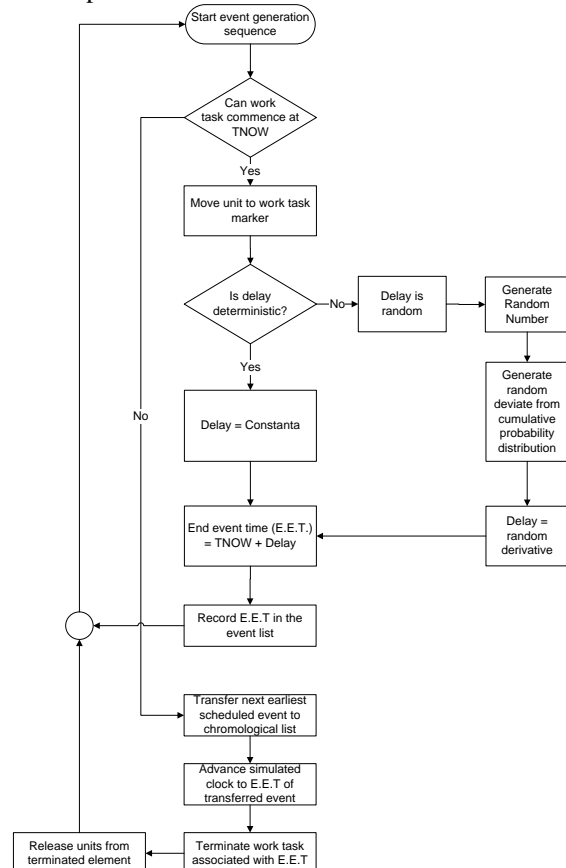 Start event generation
sequence
Can work
task commence at
TNOW
Yes
Move unit to work task
marker
Is delay
deterministic?
No
Delay is
random
Generate
Random
Number
Yes
Generate
random
deviate from
cumulative
probability
distribution
No
Delay = Constanta
End event time (E.E.T.)
= TNOW + Delay
Delay =
random
derivative
Record E.E.T in the
event list
Transfer next earliest
scheduled event to
chromological list
Advance simulated
clock to E.E.T of
transferred event
Release units from
terminated element
Terminate work task
associated with E.E.T